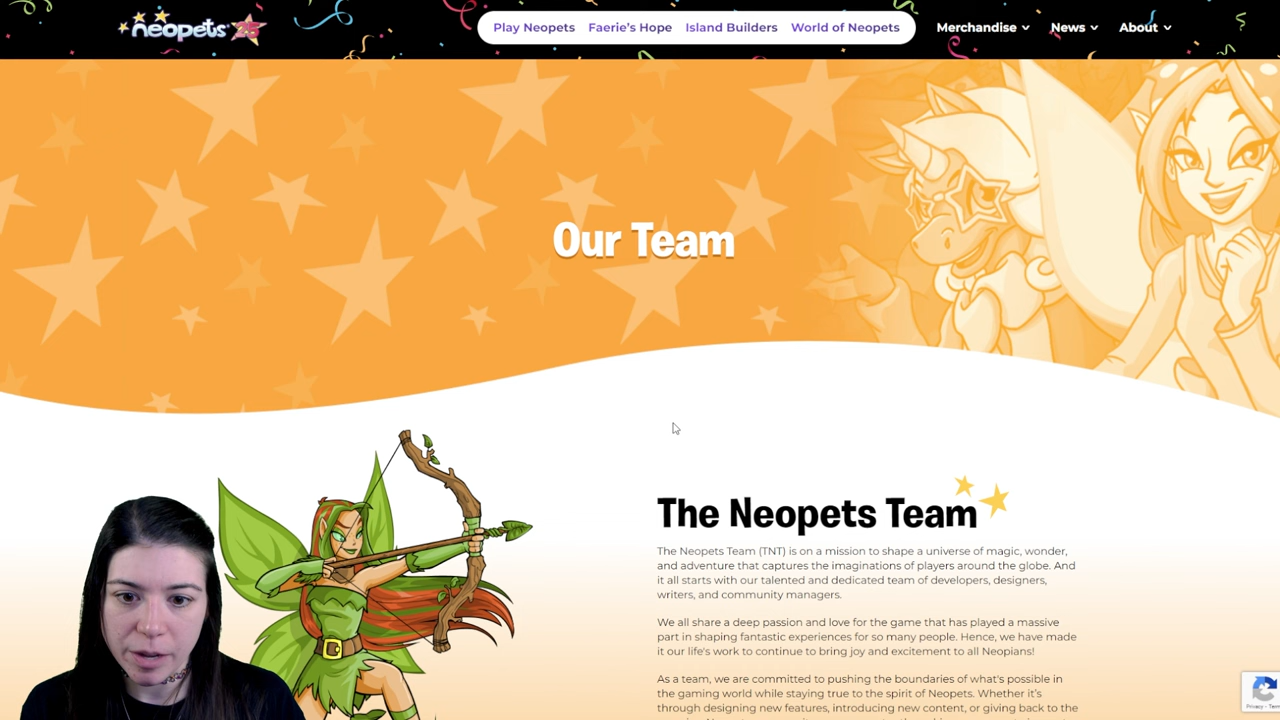 neopets 25
Play Neopets Faerie's Hope Island Builders World of Neopets Merchandise News About
Our Team
The Neopets Team
The Neopets Team (TNT) is on a mission to shape a universe of magic, wonder,
and adventure that captures the imaginations of players around the globe. And
it all starts with our talented and dedicated team of developers, designers,
writers, and community managers.
We all share a deep passion and love for the game that has played a massive
part in shaping fantastic experiences for so many people. Hence, we have made
it our life's work to continue to bring joy and excitement to all Neopians!
As a team, we are committed to pushing the boundaries of what's possible in
the gaming world while staying true to the spirit of Neopets. Whether it's
through designing new features, introducing new content, or giving back to the
Privacy